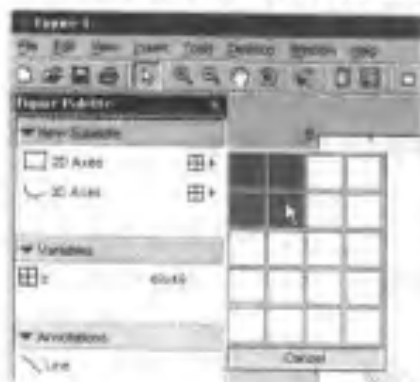 Figure 1
File Edit View Insert Tools Desktop Window Help
Figure Palette
New Subplots
2D Axes
3D Axes
Variables
z
Annotations
Line
Cancel